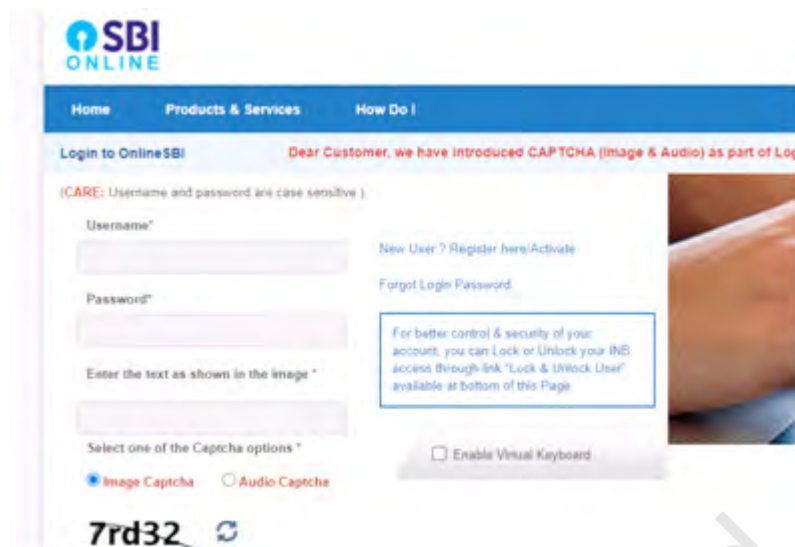 SBI
ONLINE
Home Products & Services How Do I
Login to OnlineSBI Dear Customer, we have introduced CAPTCHA (Image & Audio) as part of Log
(CARE: Username and password are case sensitive.)
Username*
New User ? Register here/Activate
Forgot Login Password
Password*
For better control & security of your
account, you can Lock or Unlock your INB
access through link "Lock & Unlock User"
available at bottom of this Page
Enter the text as shown in the image *
Select one of the Captcha options *
Enable Virtual Keyboard
Image Captcha Audio Captcha
7rd32